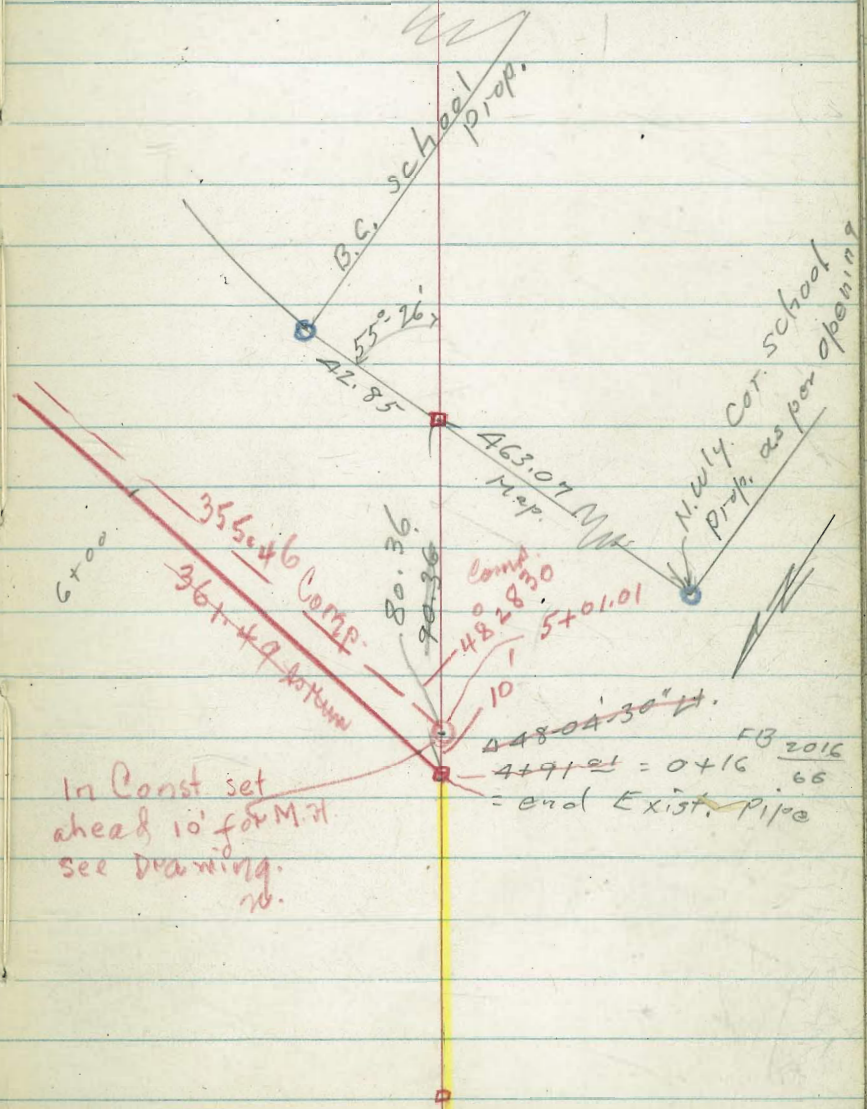 B.C. School
prop.
55°-26'
42.85
463.07
Map.
N.Wly. Cor. School
Prop. as per opening
6+00
355.46 Comp.
361.49
80.36
90.36
Comp.
48 28 30
5+01.01
10'
Δ48-04'-30" Lt.
4+91.01 = 0+16
FB 2016
66
= end Exist. pipe
In Const set
ahead 10' for M.H.
see Drawing.